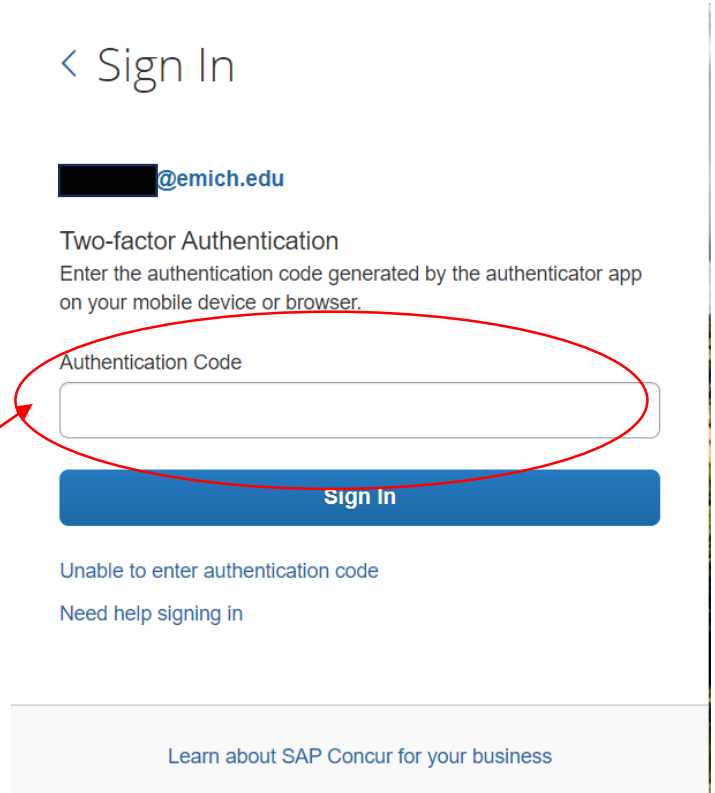 < Sign In
@emich.edu
Two-factor Authentication
Enter the authentication code generated by the authenticator app
on your mobile device or browser.
Authentication Code
Sign In
Unable to enter authentication code
Need help signing in
Learn about SAP Concur for your business